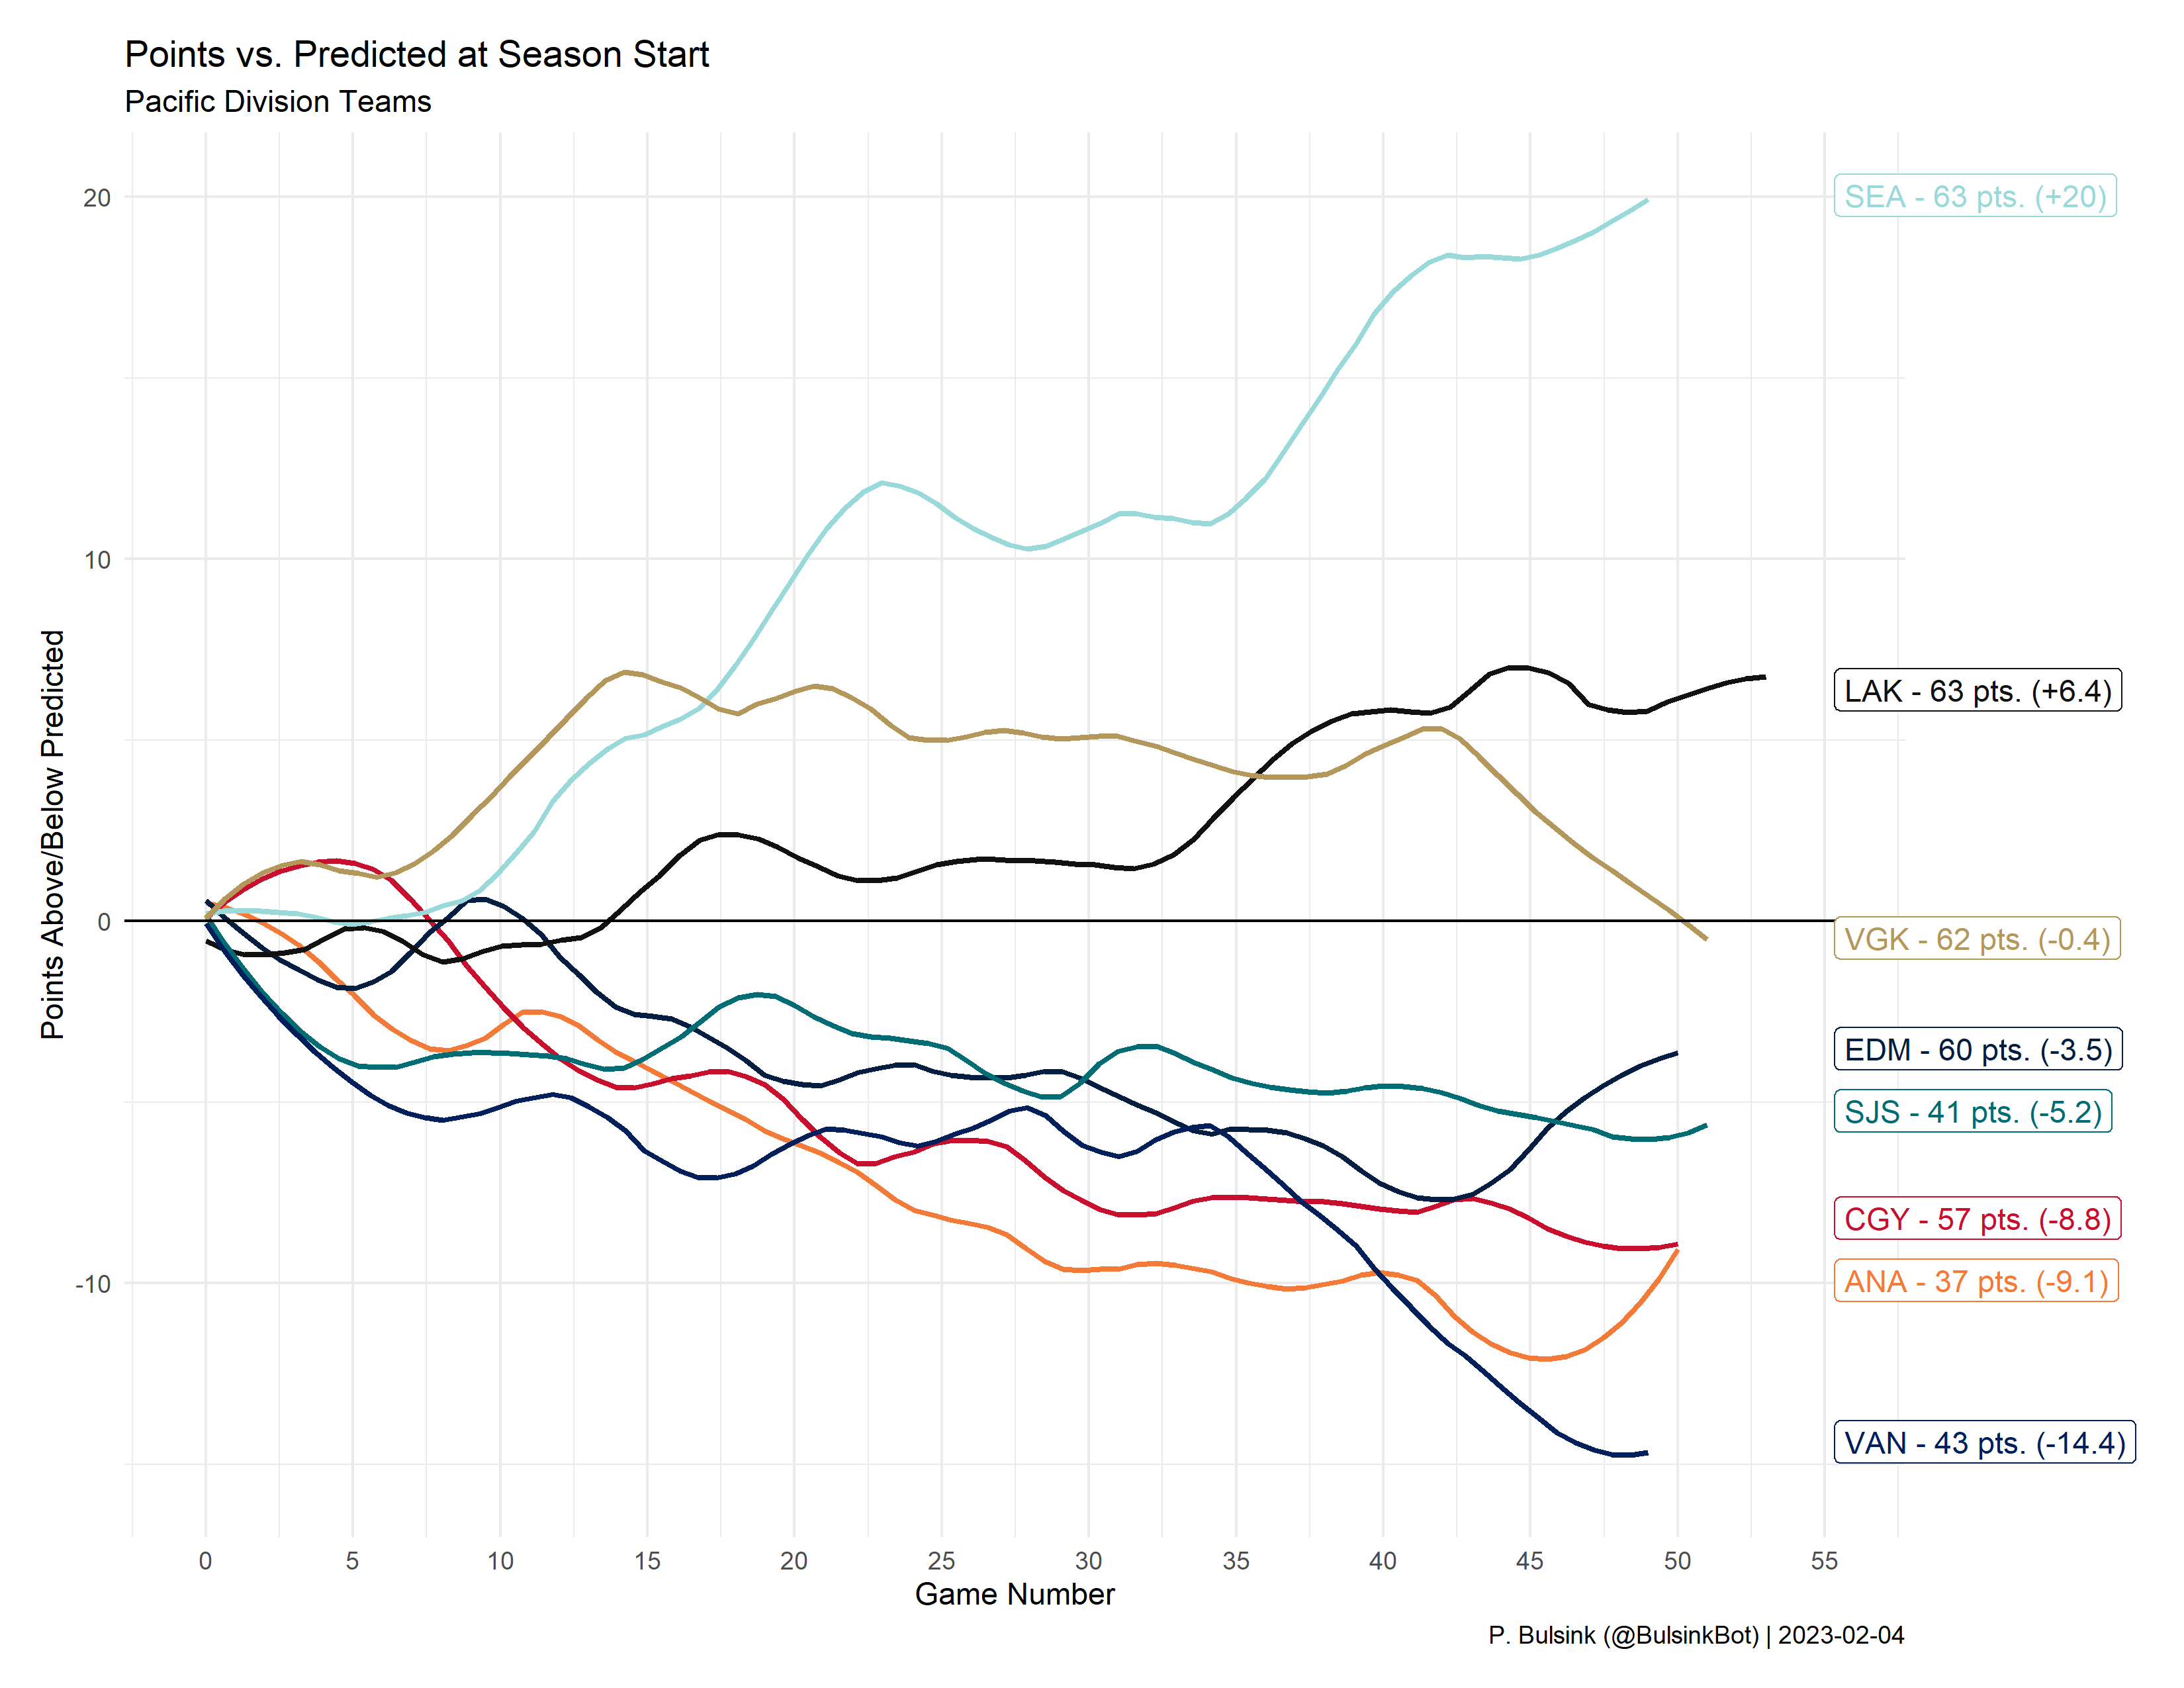 Points vs. Predicted at Season Start
Pacific Division Teams
Points Above/Below Predicted
20
10
0
-10
SEA - 63 pts. (+20)
LAK - 63 pts. (+6.4)
VGK - 62 pts. (-0.4)
EDM - 60 pts. (-3.5)
SJS - 41 pts. (-5.2)
CGY - 57 pts. (-8.8)
ANA - 37 pts. (-9.1)
VAN - 43 pts. (-14.4)
0 5 10 15 20 25 30 35 40 45 50 55
Game Number
P. Bulsink (@BulsinkBot) | 2023-02-04